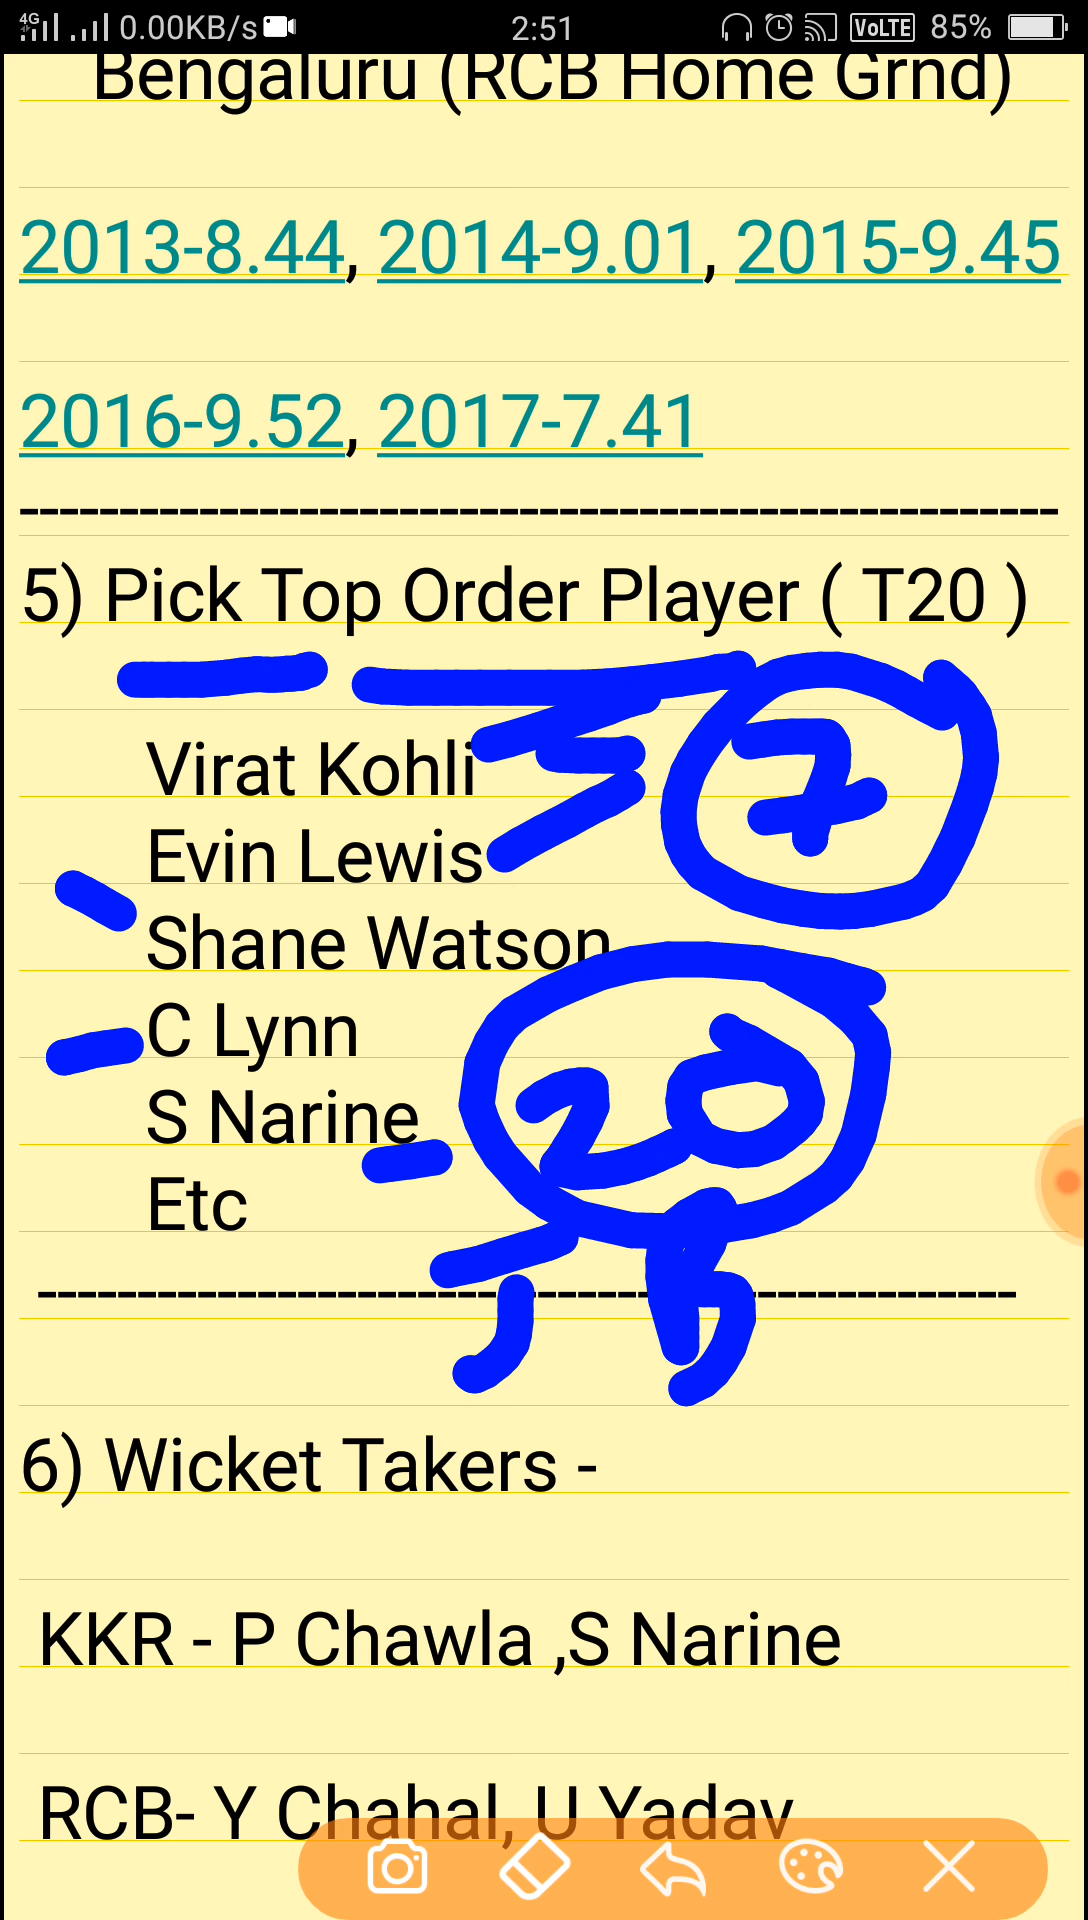 4G 0.00KB/s 2:51 VoLTE 85%
Bengaluru (RCB Home Grnd)
2013-8.44, 2014-9.01, 2015-9.45
2016-9.52, 2017-7.41
5) Pick Top Order Player ( T20 )
Virat Kohli
7
Evin Lewis
Shane Watson
C Lynn
20
S Narine
Etc
6) Wicket Takers -
KKR - P Chawla ,S Narine
RCB- Y Chahal, U Yadav